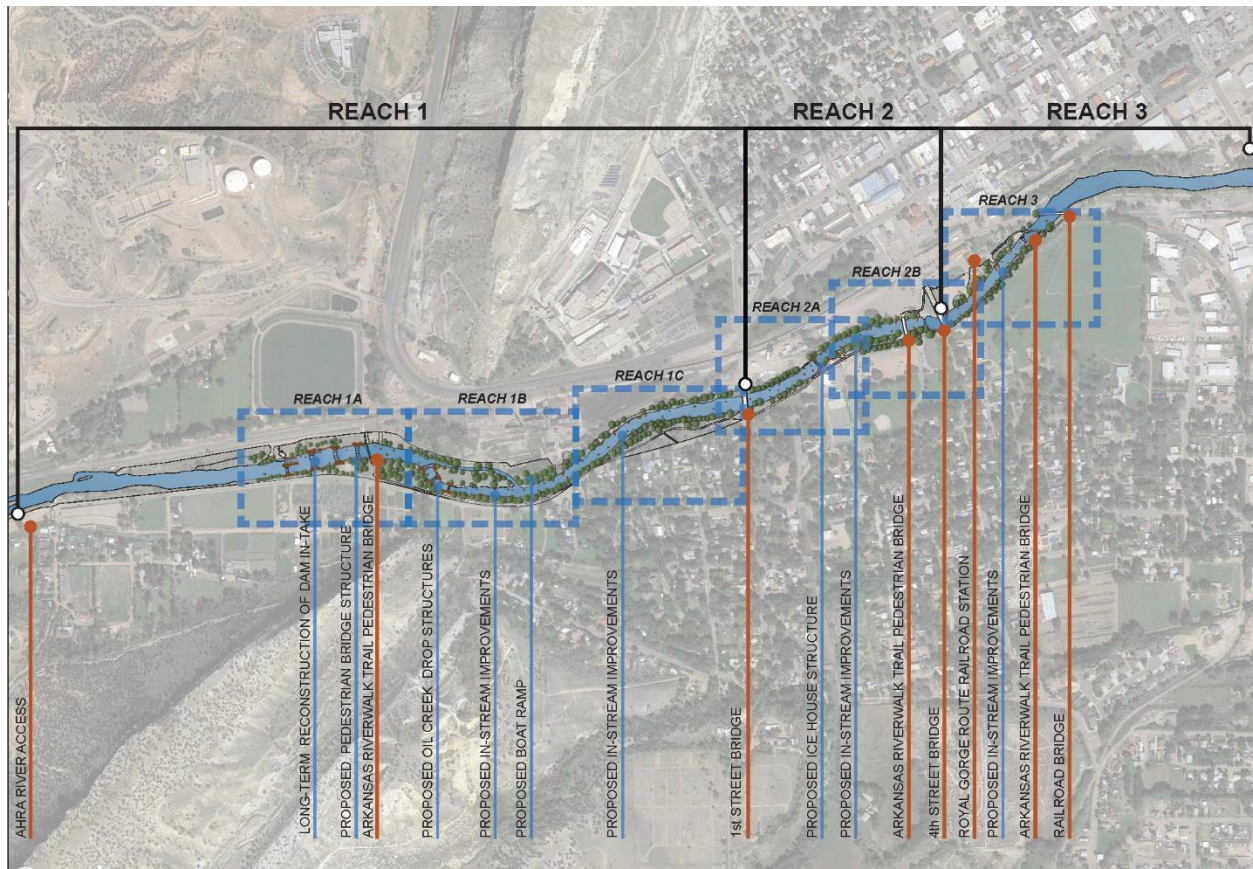 REACH 1
REACH 2
REACH 3
REACH 3
REACH 2B
REACH 2A
REACH 1C
REACH 1A
REACH 1B
AHRA RIVER ACCESS
LONG-TERM RECONSTRUCTION OF DAM IN-TAKE
PROPOSED PEDESTRIAN BRIDGE STRUCTURE
ARKANSAS RIVERWALK TRAIL PEDESTRIAN BRIDGE
PROPOSED OIL CREEK DROP STRUCTURES
PROPOSED IN-STREAM IMPROVEMENTS
PROPOSED BOAT RAMP
PROPOSED IN-STREAM IMPROVEMENTS
1st STREET BRIDGE
PROPOSED ICE HOUSE STRUCTURE
PROPOSED IN-STREAM IMPROVEMENTS
ARKANSAS RIVERWALK TRAIL PEDESTRIAN BRIDGE
4th STREET BRIDGE
ROYAL GORGE ROUTE RAILROAD STATION
PROPOSED IN-STREAM IMPROVEMENTS
ARKANSAS RIVERWALK TRAIL PEDESTRIAN BRIDGE
RAILROAD BRIDGE